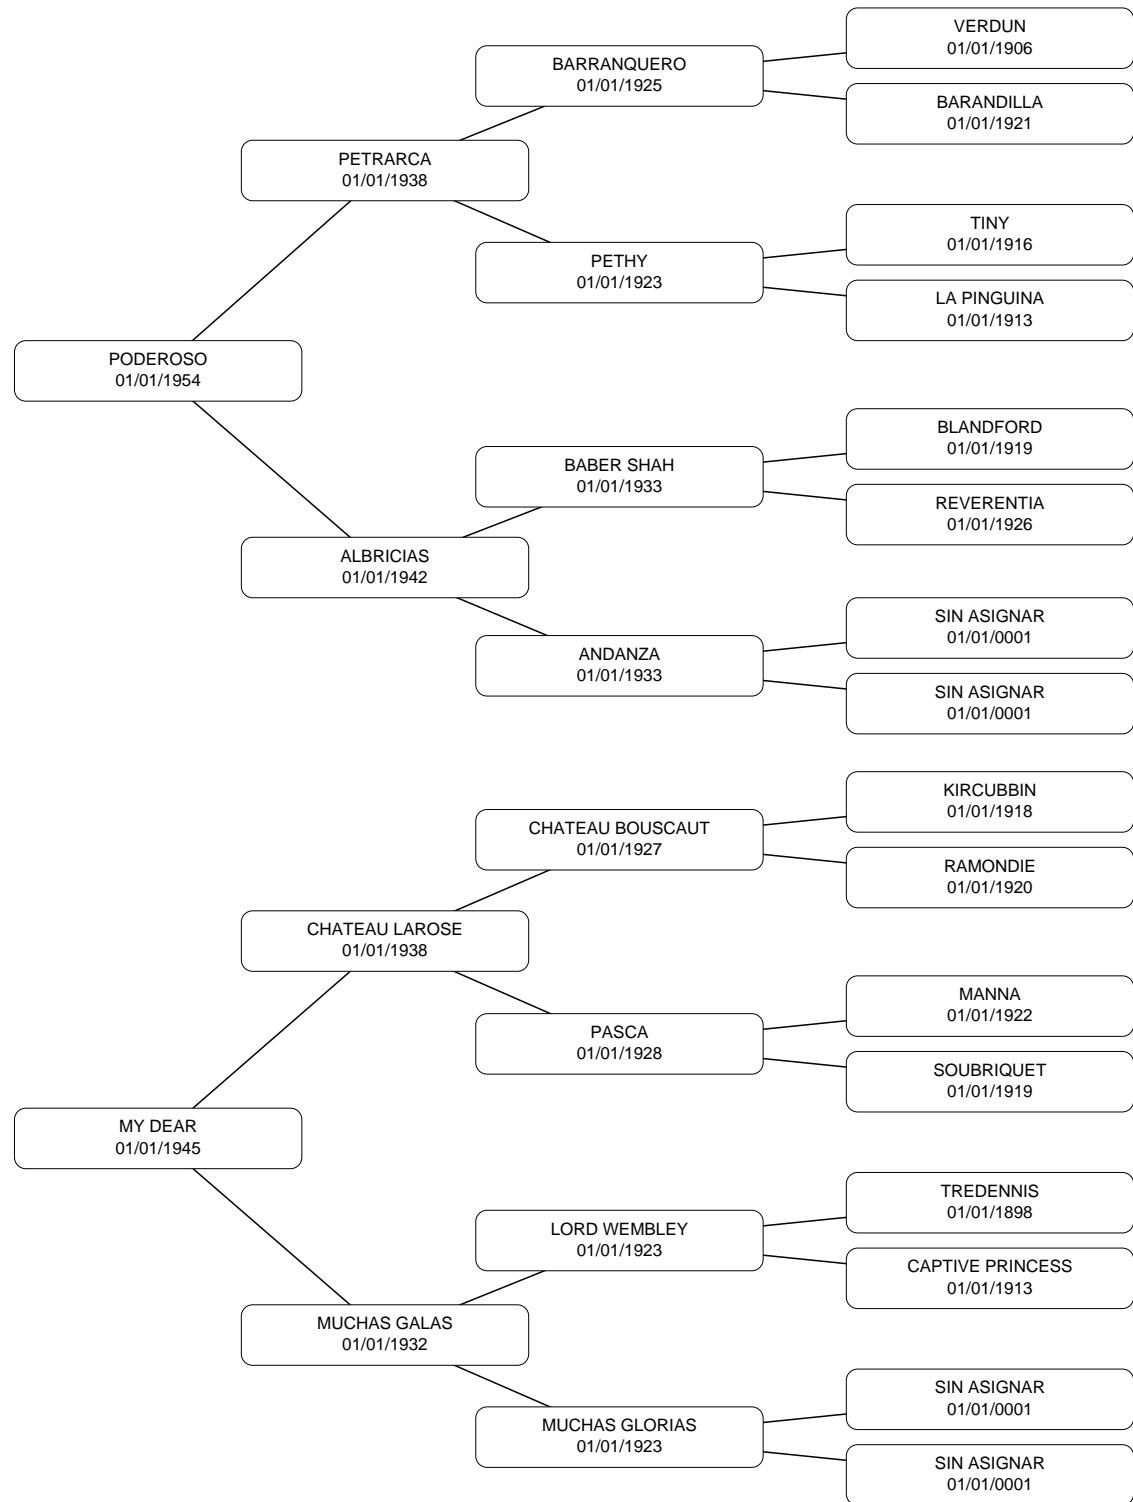 VERDUN
01/01/1906
BARRANQUERO
01/01/1925
BARANDILLA
01/01/1921
PETRARCA
01/01/1938
TINY
01/01/1916
PETHY
01/01/1923
LA PINGUINA
01/01/1913
PODEROSO
01/01/1954
BLANDFORD
01/01/1919
BABER SHAH
01/01/1933
REVERENTIA
01/01/1926
ALBRICIAS
01/01/1942
SIN ASIGNAR
01/01/0001
ANDANZA
01/01/1933
SIN ASIGNAR
01/01/0001
KIRCUBBIN
01/01/1918
CHATEAU BOUSCAUT
01/01/1927
RAMONDIE
01/01/1920
CHATEAU LAROSE
01/01/1938
MANNA
01/01/1922
PASCA
01/01/1928
SOUBRIQUET
01/01/1919
MY DEAR
01/01/1945
TREDENNIS
01/01/1898
LORD WEMBLEY
01/01/1923
CAPTIVE PRINCESS
01/01/1913
MUCHAS GALAS
01/01/1932
SIN ASIGNAR
01/01/0001
MUCHAS GLORIAS
01/01/1923
SIN ASIGNAR
01/01/0001